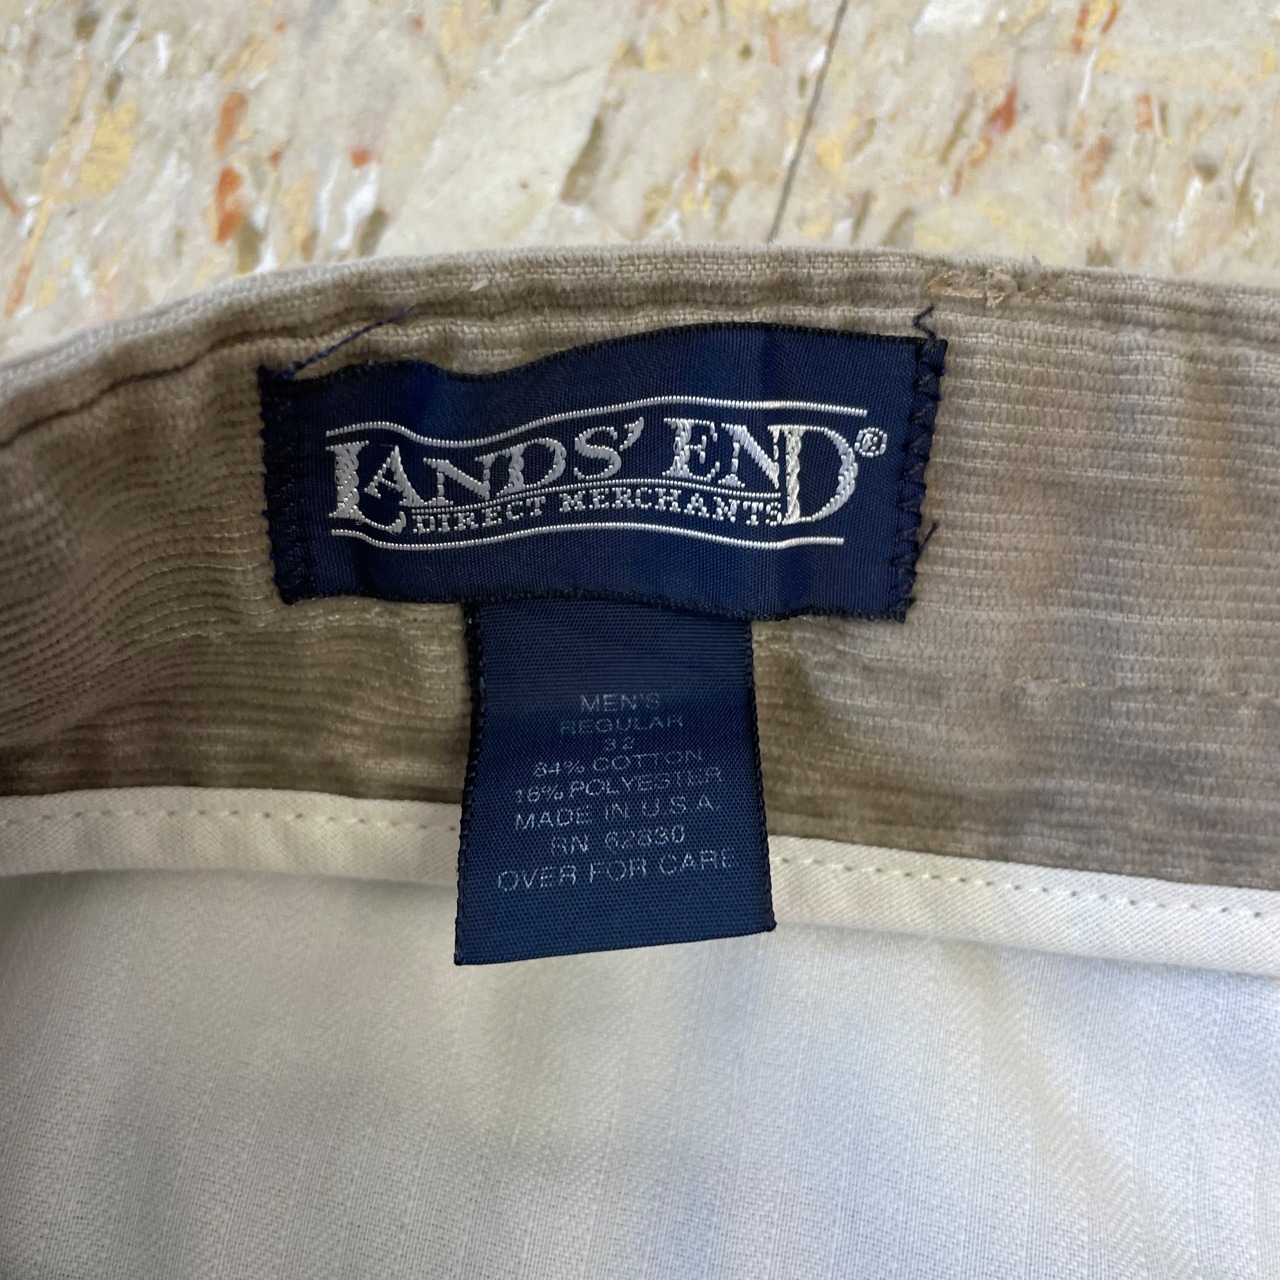 LANDS' END®
DIRECT MERCHANTS
MEN'S
REGULAR
32
84% COTTON
16% POLYESTER
MADE IN U.S.A.
RN 62830
OVER FOR CARE